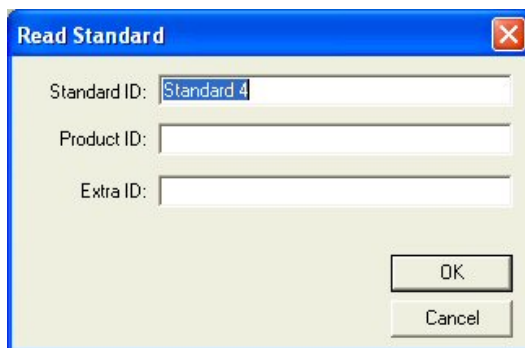 Read Standard
Standard ID: Standard 4
Product ID:
Extra ID:
OK
Cancel